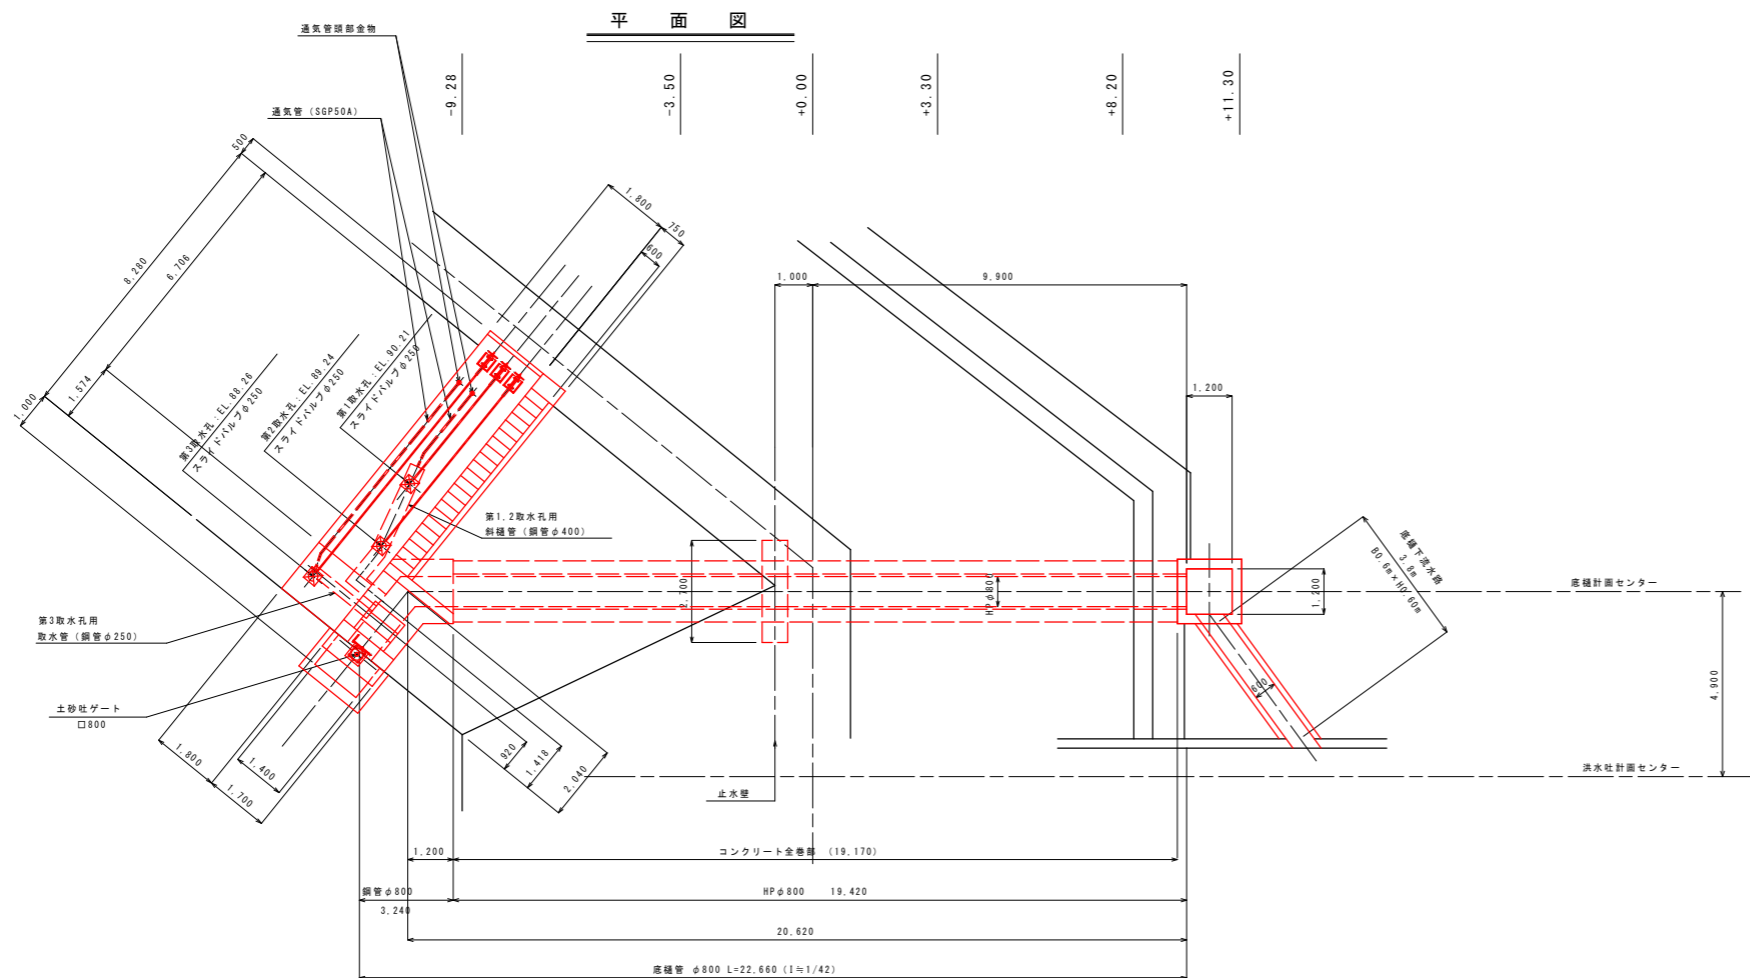 平 面 図
通気管頭部金物
通気管 (SGP50A)
-9.28
-3.50
+0.00
+3.30
+8.20
+11.30
500
8,280
6,706
1,574
1,000
1,800
750
600
1,000
9,900
1,200
第3取水孔:EL.88.26
スライドバルブφ250
第2取水孔:EL.89.24
スライドバルブφ250
第1取水孔:EL.90.21
スライドバルブφ250
第1,2取水孔用
斜樋管 (鋼管φ400)
2,700
HPφ800
1,200
底樋下流水路
3.8m
B0.6m×H0.60m
600
底樋計画センター
4,900
洪水吐計画センター
第3取水孔用
取水管 (鋼管φ250)
土砂吐ゲート
口800
1,800
1,400
1,700
920
1,418
2,040
止水壁
1,200
コンクリート全巻部 (19,170)
鋼管φ800
3,240
HPφ800 19,420
20,620
底樋管 φ800 L=22,660 (I≒1/42)